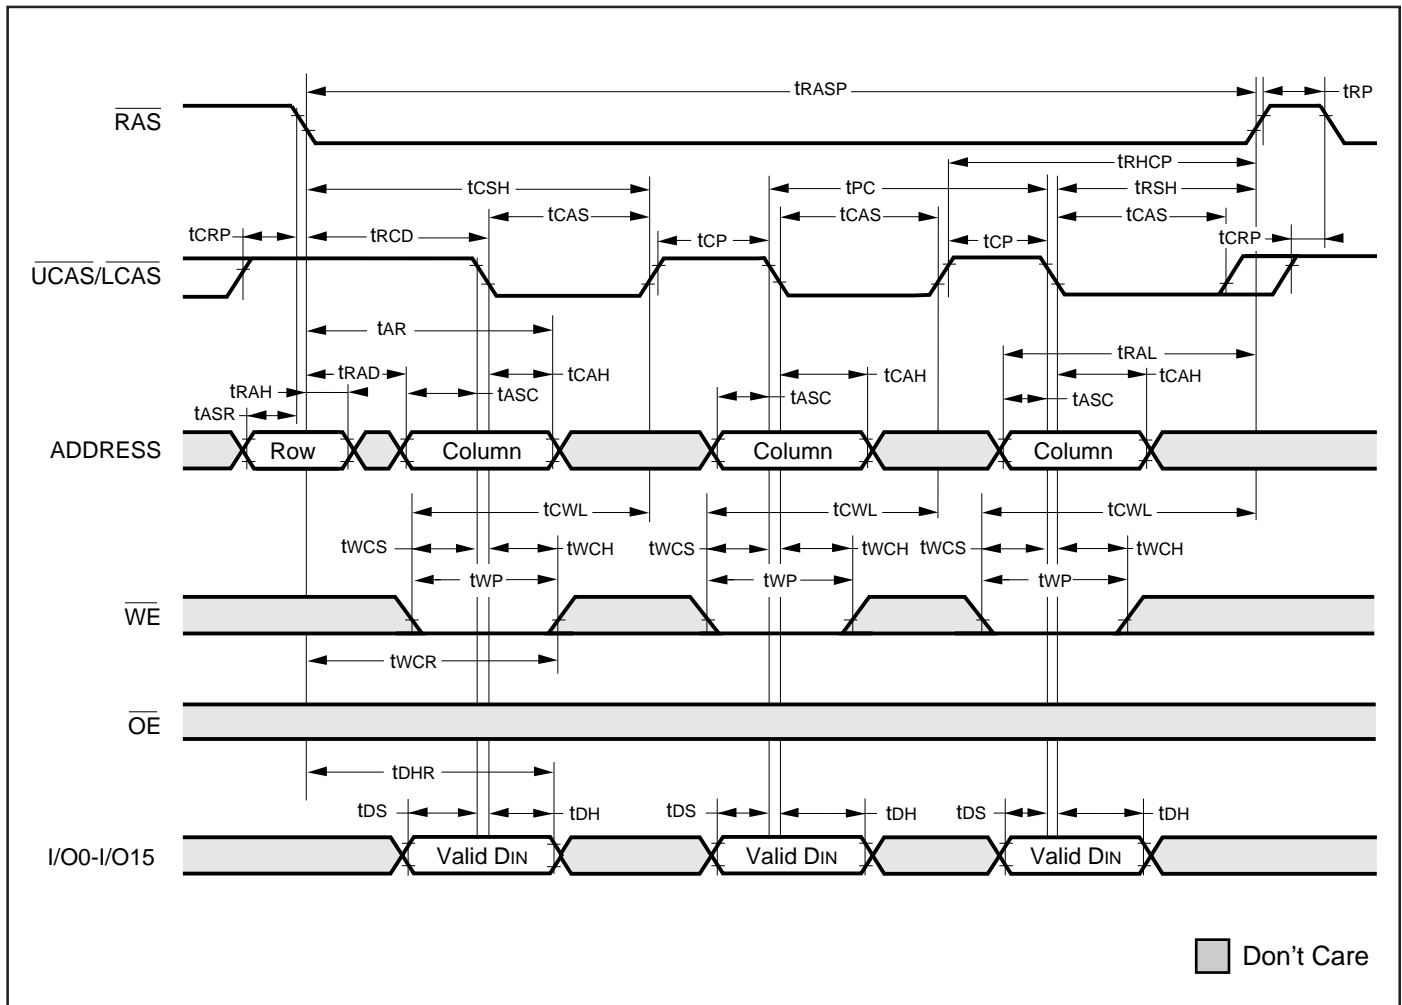 tRASP tRP
RAS
tRHCP
tCSH tPC tRSH
tCAS tCAS tCAS
tCRP tRCD tCP tCP tCRP
UCAS/LCAS
tAR
tRAL
tRAD tCAH tCAH tCAH
tRAH tASC tASC tASC
tASR
ADDRESS Row Column Column Column
tCWL tCWL tCWL
tWCS tWCH tWCS tWCH tWCS tWCH
tWP tWP tWP
WE
tWCR
OE
tDHR
tDS tDH tDS tDH tDS tDH
I/O0-I/O15 Valid DIN Valid DIN Valid DIN
Don't Care